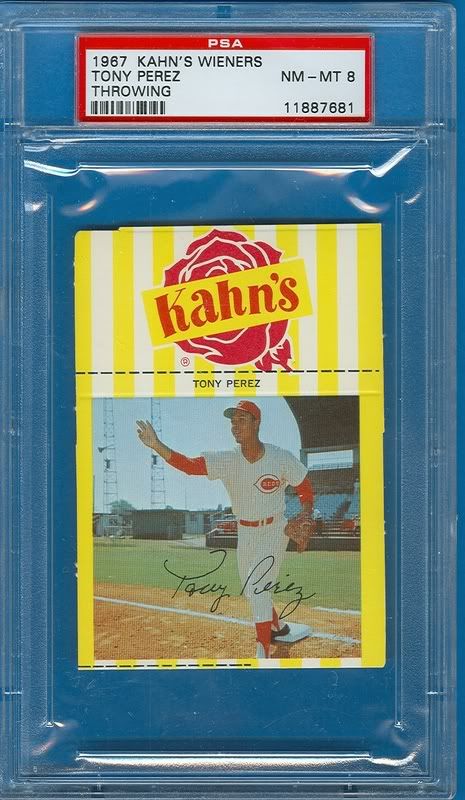 PSA
1967 KAHN'S WIENERS
TONY PEREZ NM-MT 8
THROWING
11887681
Kahn's
®
TONY PEREZ
REDS
Tony Perez